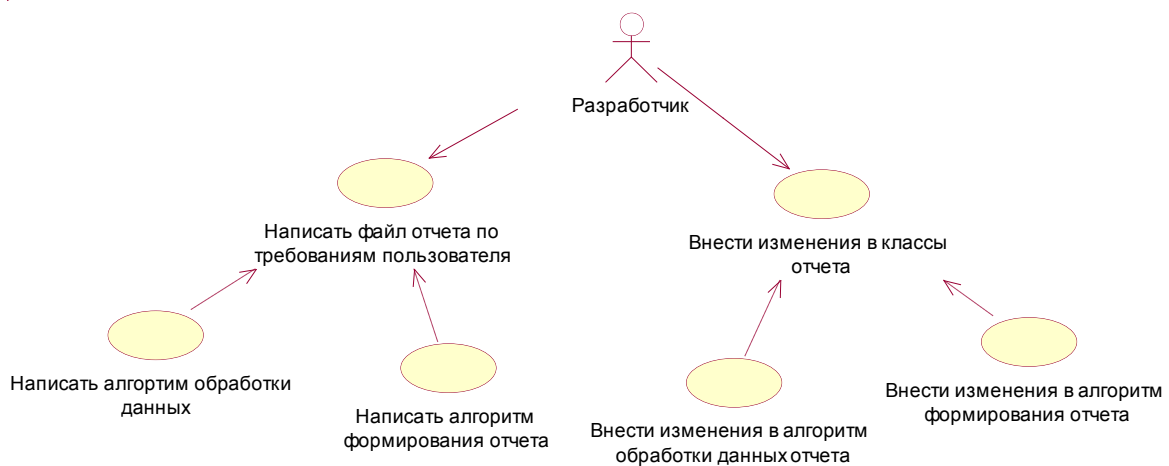 Разработчик
Написать файл отчета по
требованиям пользователя
Внести изменения в классы
отчета
Написать алгортим обработки
данных
Написать алгоритм
формирования отчета
Внести изменения в алгоритм
обработки данных отчета
Внести изменения в алгоритм
формирования отчета